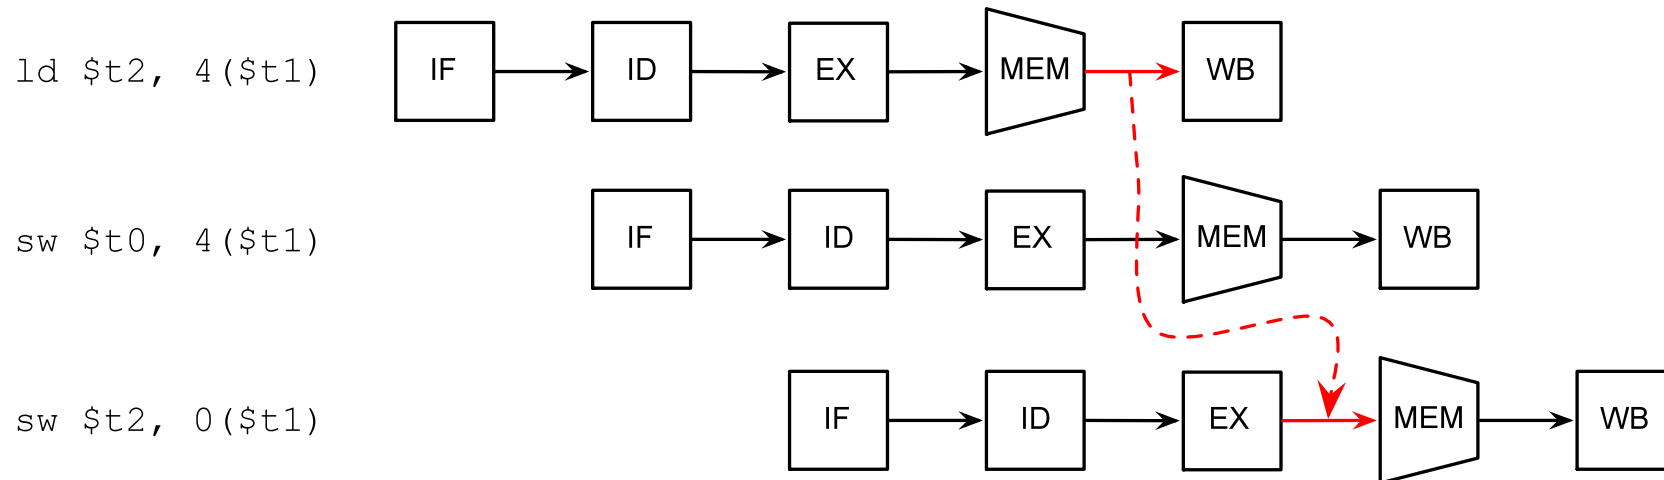 ld $t2, 4($t1) IF ID EX MEM WB
sw $t0, 4($t1) IF ID EX MEM WB
sw $t2, 0($t1) IF ID EX MEM WB